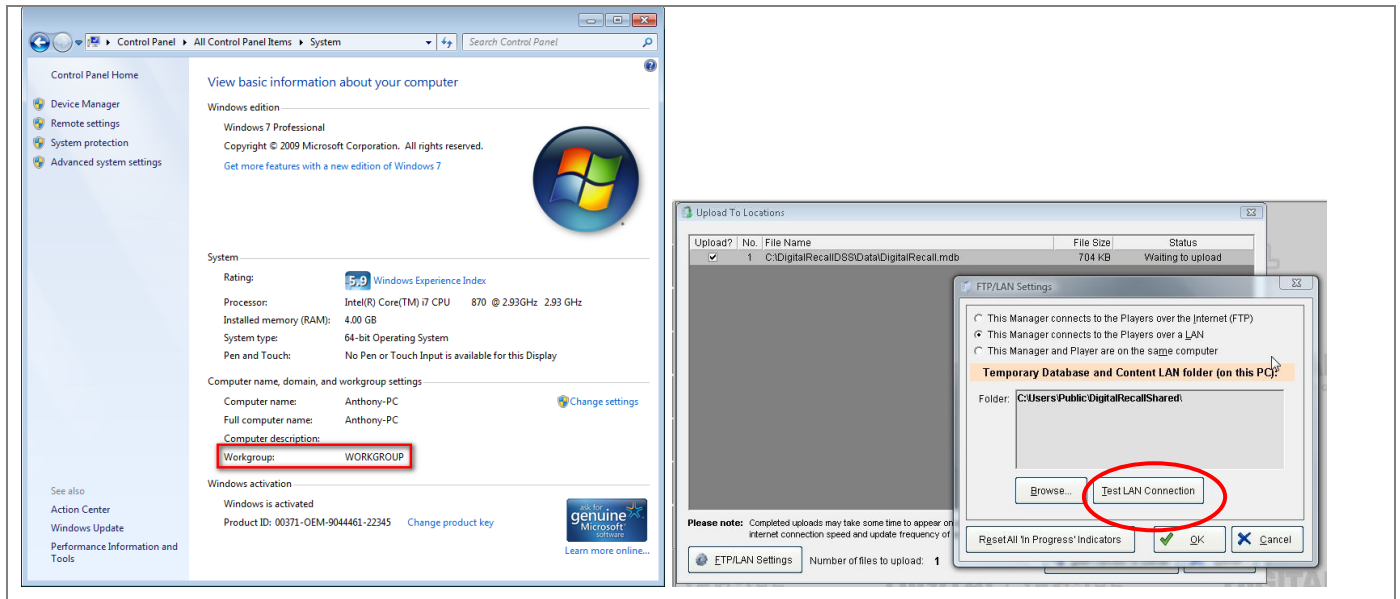 Control Panel ▸ All Control Panel Items ▸ System
Search Control Panel
Control Panel Home
Device Manager
Remote settings
System protection
Advanced system settings
See also
Action Center
Windows Update
Performance Information and
Tools
View basic information about your computer
Windows edition
Windows 7 Professional
Copyright © 2009 Microsoft Corporation. All rights reserved.
Get more features with a new edition of Windows 7
System
Rating:
5.9 Windows Experience Index
Processor: Intel(R) Core(TM) i7 CPU 870 @ 2.93GHz 2.93 GHz
Installed memory (RAM): 4.00 GB
System type: 64-bit Operating System
Pen and Touch: No Pen or Touch Input is available for this Display
Computer name, domain, and workgroup settings
Computer name: Anthony-PC
Change settings
Full computer name: Anthony-PC
Computer description:
Workgroup: WORKGROUP
Windows activation
Windows is activated
Product ID: 00371-OEM-9044461-22345 Change product key
ask for
genuine
Microsoft
software
Learn more online...
Upload To Locations
Upload? No. File Name File Size Status
1 C:\DigitalRecallDSS\Data\DigitalRecall.mdb 704 KB Waiting to upload
Please note: Completed uploads may take some time to appear on
internet connection speed and update frequency of
FTP/LAN Settings
Number of files to upload: 1
FTP/LAN Settings
This Manager connects to the Players over the Internet (FTP)
This Manager connects to the Players over a LAN
This Manager and Player are on the same computer
Temporary Database and Content LAN folder (on this PC):
Folder: C:\Users\Public\DigitalRecallShared\
Browse...
Test LAN Connection
Reset All 'In Progress' Indicators
OK
Cancel